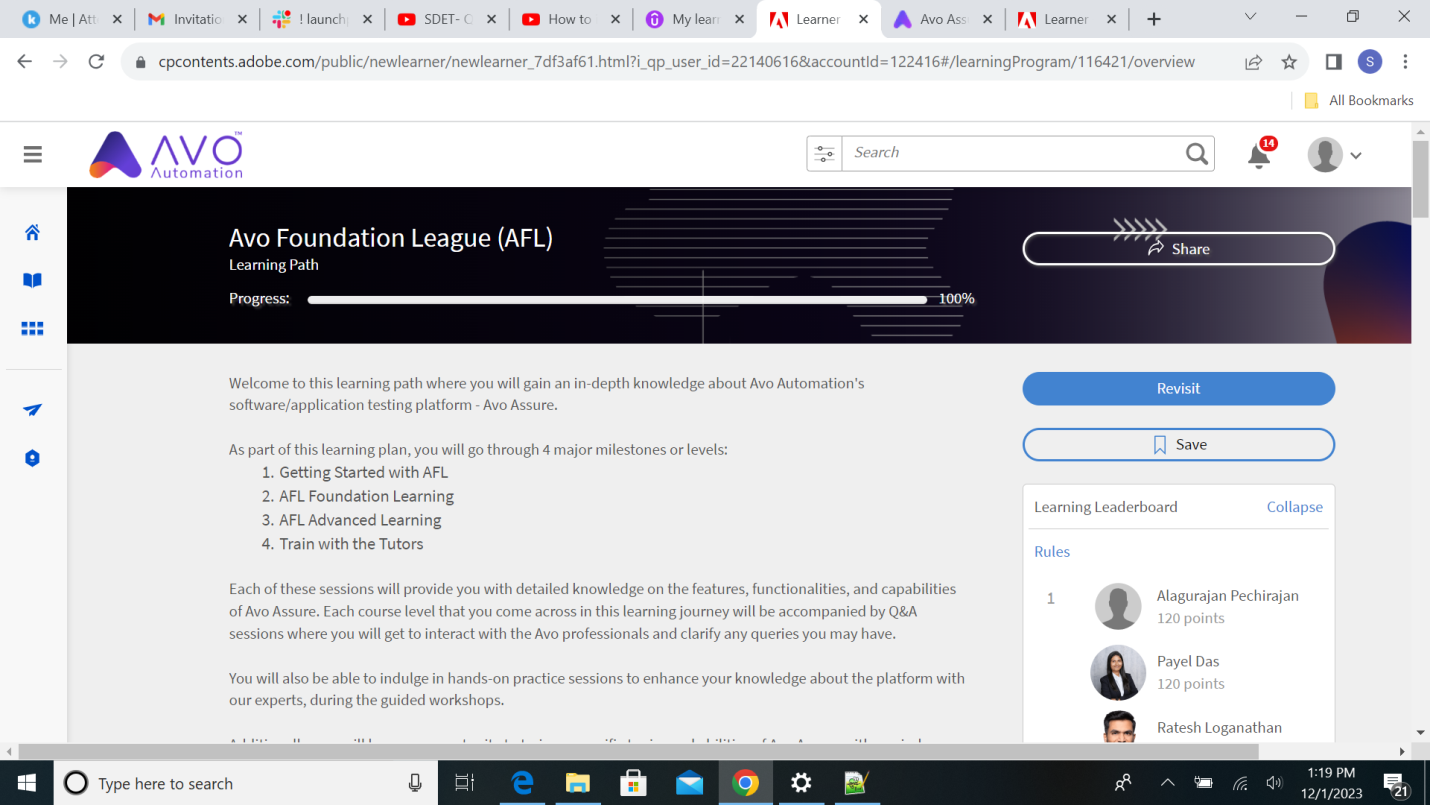 Me | Att
Invitatio
! launch
SDET- C
How to
My lear
Learner
Avo Ass
Learner
cpcontents.adobe.com/public/newlearner/newlearner_7df3af61.html?i_qp_user_id=22140616&accountId=122416#/learningProgram/116421/overview
S
All Bookmarks
AVO™
Automation
Search
14
Avo Foundation League (AFL)
Learning Path
Progress: 100%
Share
Welcome to this learning path where you will gain an in-depth knowledge about Avo Automation's
software/application testing platform - Avo Assure.
As part of this learning plan, you will go through 4 major milestones or levels:
1. Getting Started with AFL
2. AFL Foundation Learning
3. AFL Advanced Learning
4. Train with the Tutors
Each of these sessions will provide you with detailed knowledge on the features, functionalities, and capabilities
of Avo Assure. Each course level that you come across in this learning journey will be accompanied by Q&A
sessions where you will get to interact with the Avo professionals and clarify any queries you may have.
You will also be able to indulge in hands-on practice sessions to enhance your knowledge about the platform with
our experts, during the guided workshops.
Revisit
Save
Learning Leaderboard
Collapse
Rules
1
Alagurajan Pechirajan
120 points
Payel Das
120 points
Ratesh Loganathan
Type here to search
1:19 PM
12/1/2023
21